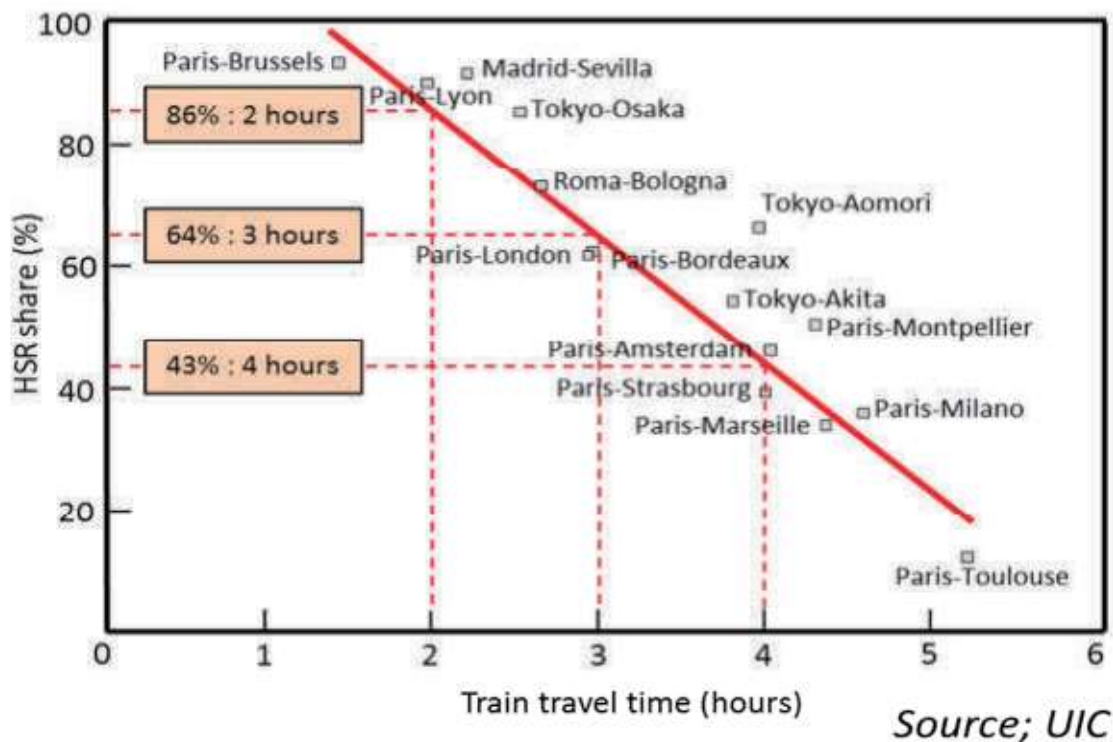 100
Paris-Brussels
Madrid-Sevilla
Paris-Lyon
86% : 2 hours
Tokyo-Osaka
80
Roma-Bologna
Tokyo-Aomori
64% : 3 hours
Paris-London
Paris-Bordeaux
60
HSR share (%)
Tokyo-Akita
Paris-Montpellier
Paris-Amsterdam
43% : 4 hours
40
Paris-Strasbourg
Paris-Milano
Paris-Marseille
20
Paris-Toulouse
0 1 2 3 4 5 6
Train travel time (hours)
Source; UIC